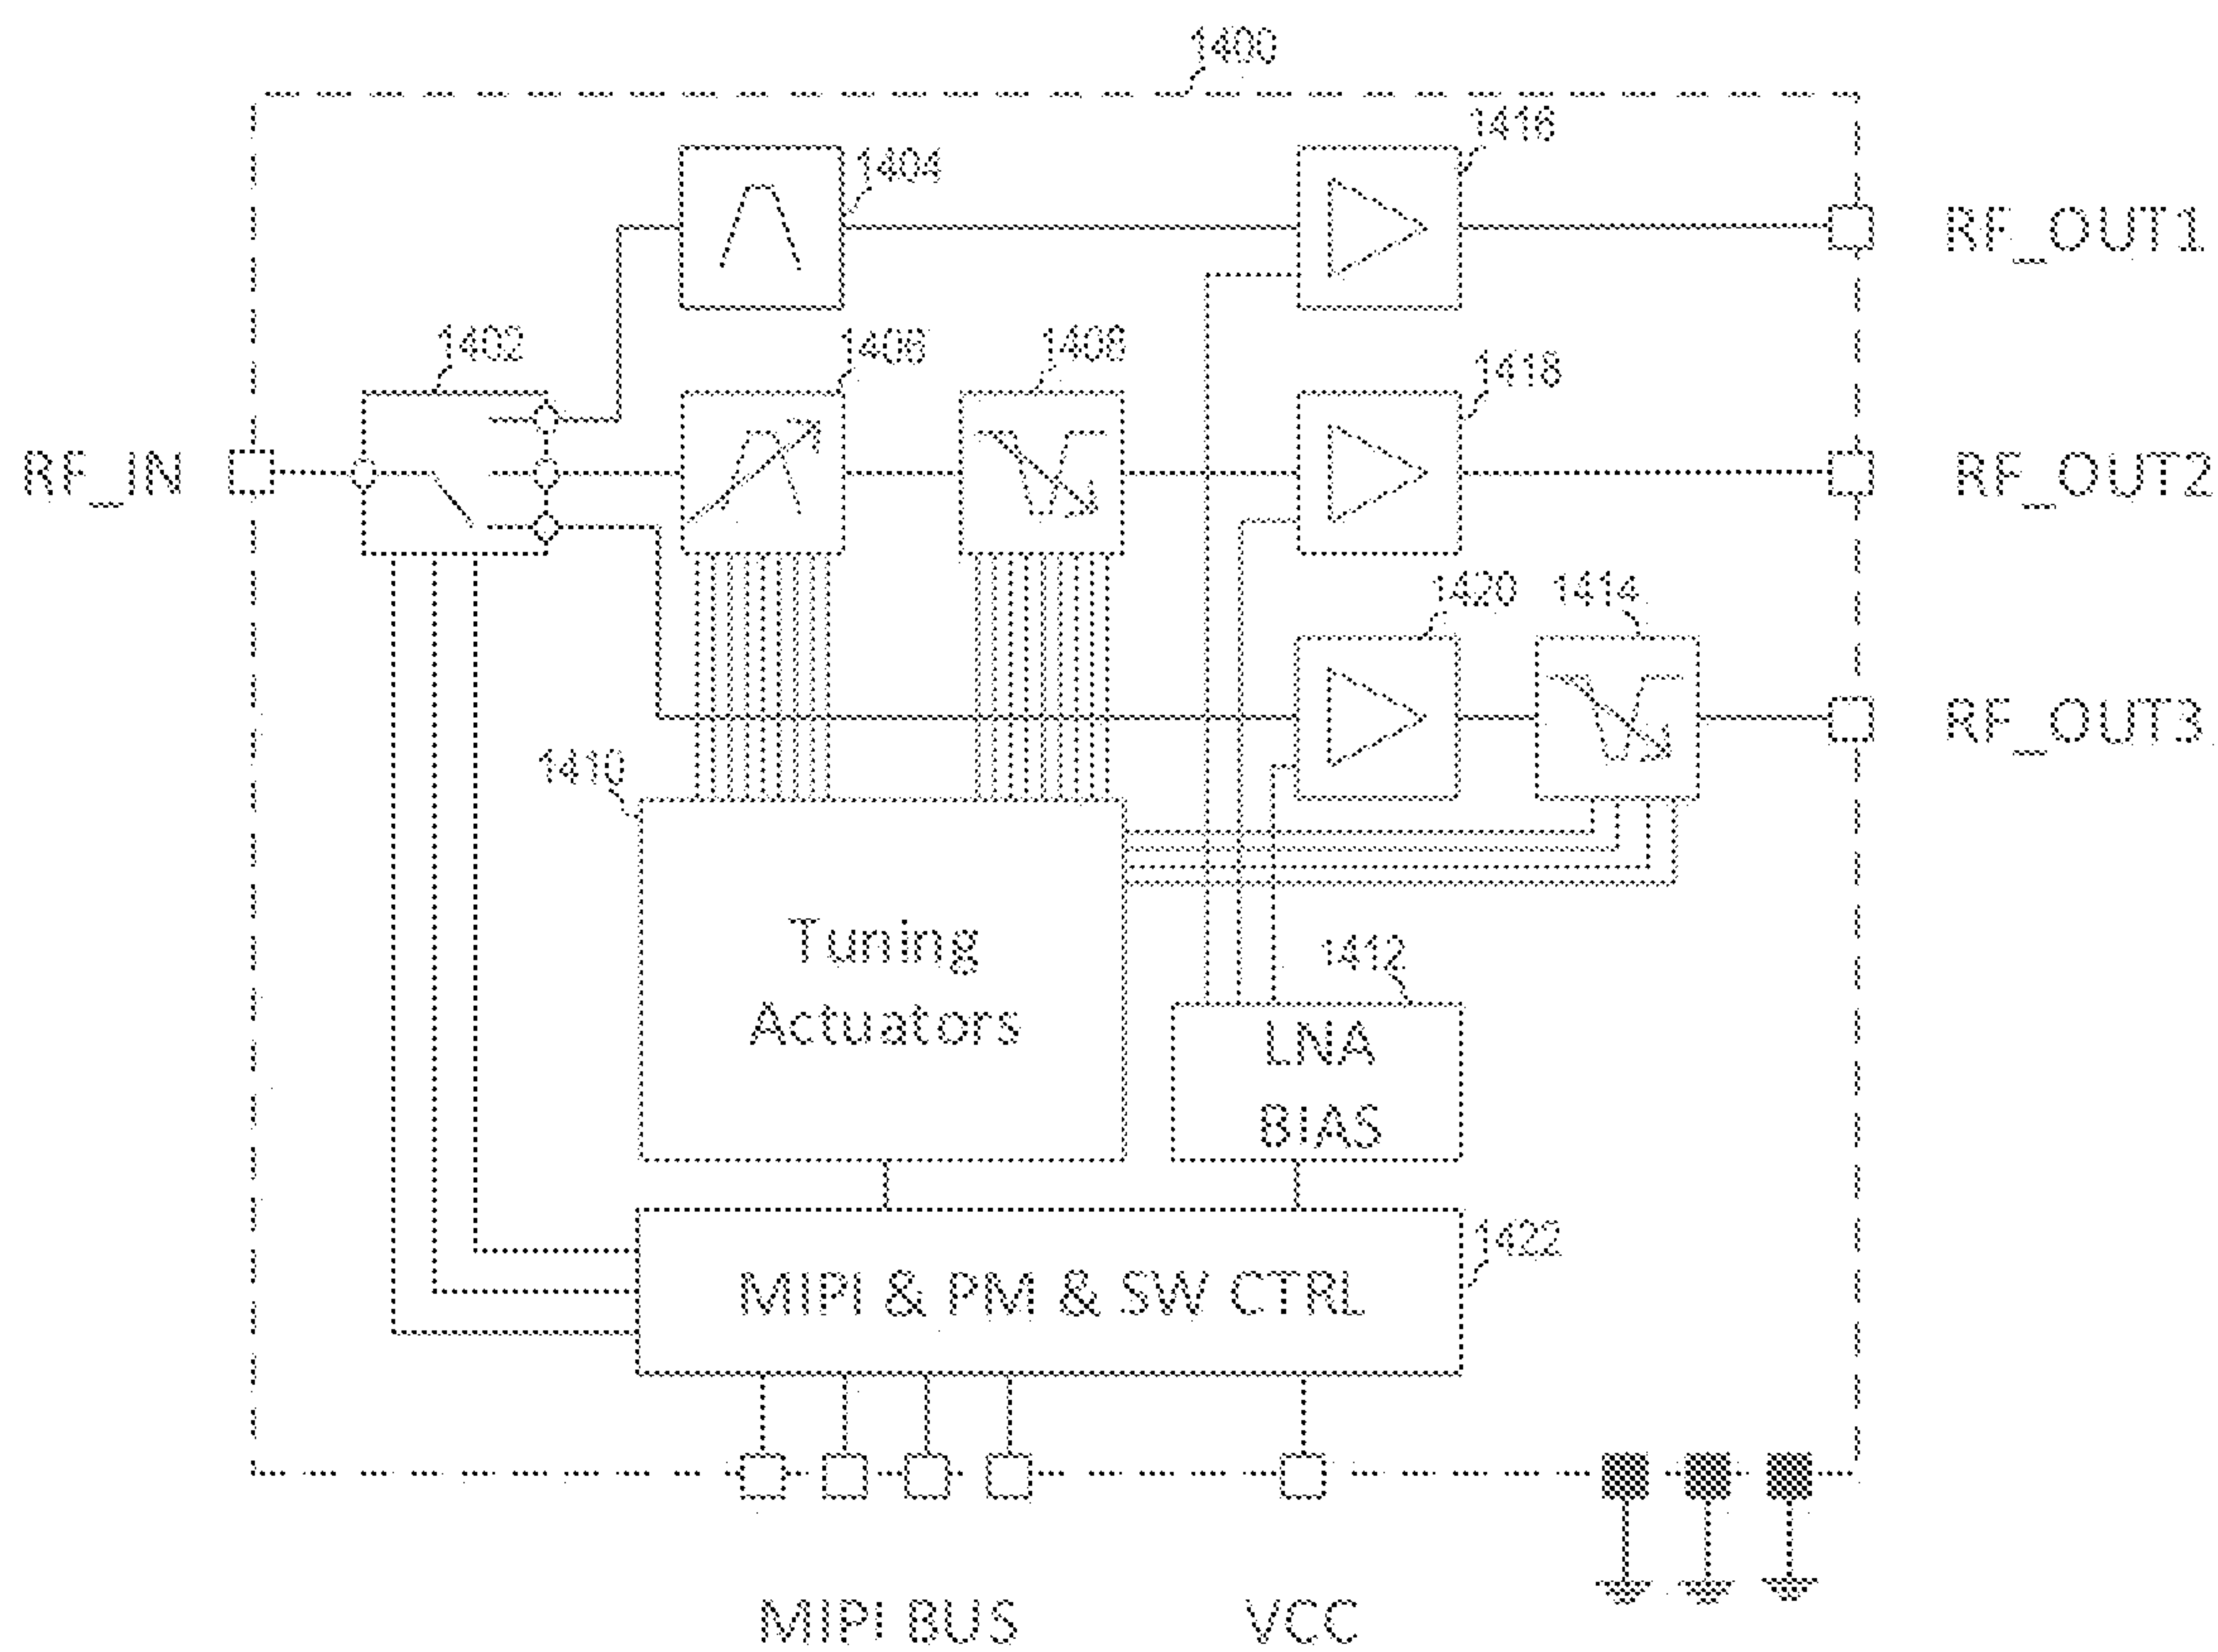 1400
1416
1404
RF_OUT1
1402
1406
1408
1418
RF_IN
RF_OUT2
1420
1414
RF_OUT3
1410
Tuning
Actuators
1412
LNA
BIAS
1422
MIPI & PM & SW CTRL
MIPI BUS
VCC